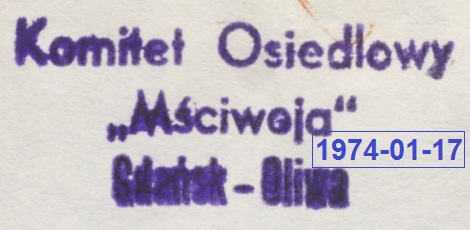 Komitet Osiedlowy
„Mściwoja“
1974-01-17
Gdańsk - Oliwa